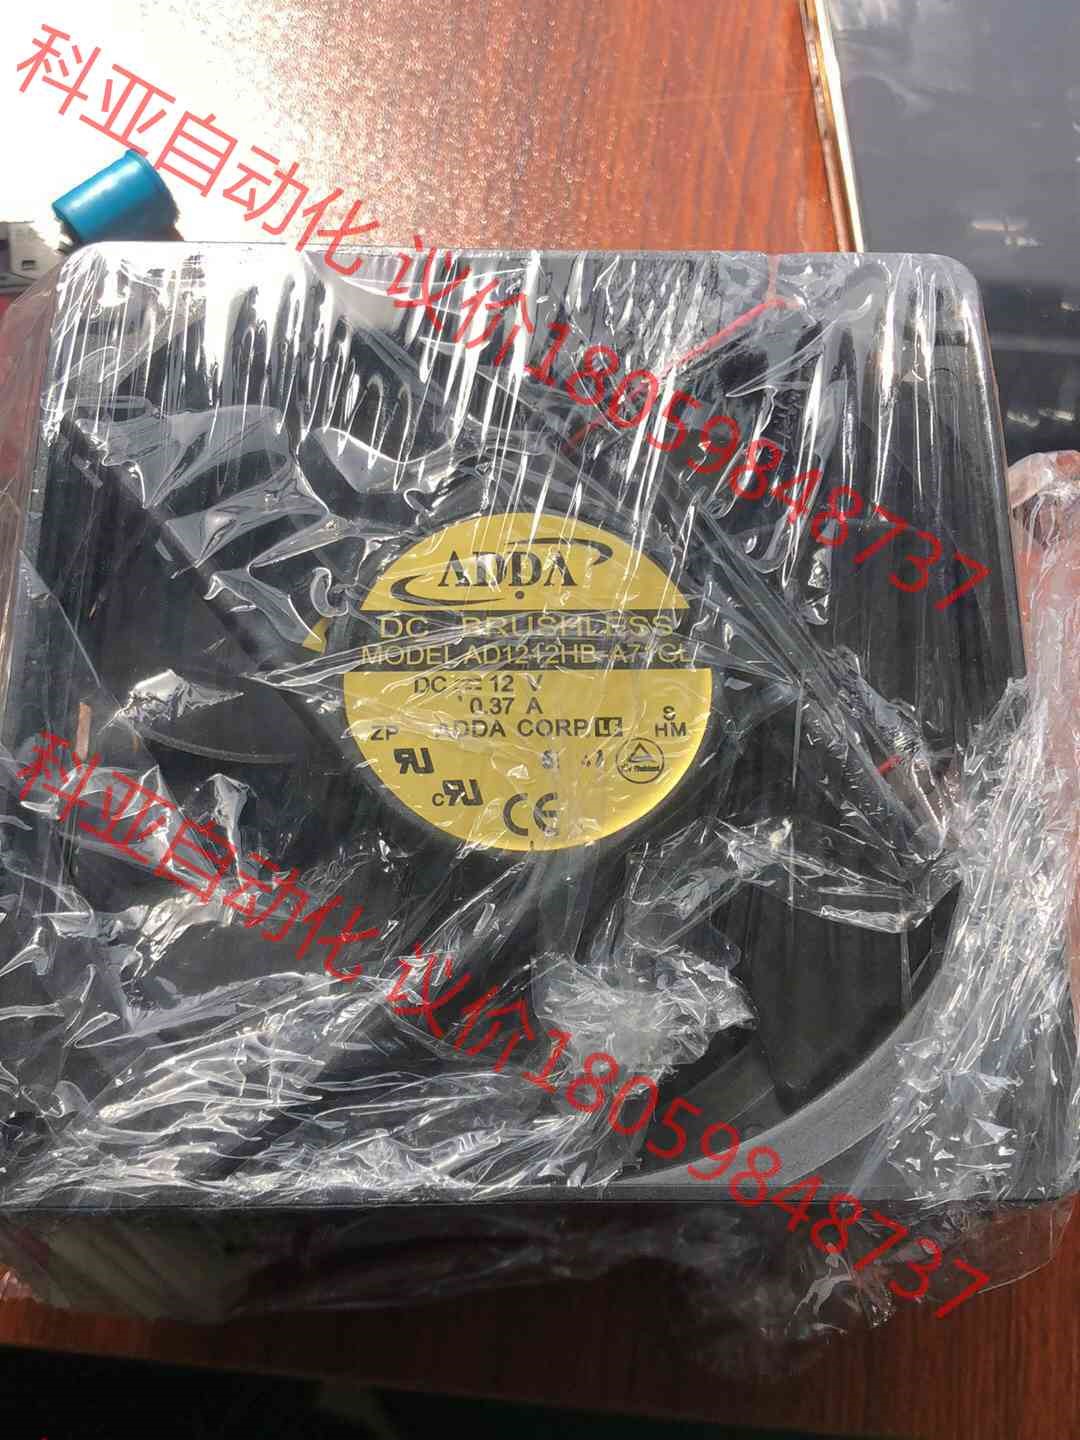 科亚自动化 议价18059848737
ADDA
DC BRUSHLESS
MODEL AD1212HB-A71GL
DC 12 V
0.37 A
ZP ADDA CORP. HM
CE
科亚自动化 议价18059848737